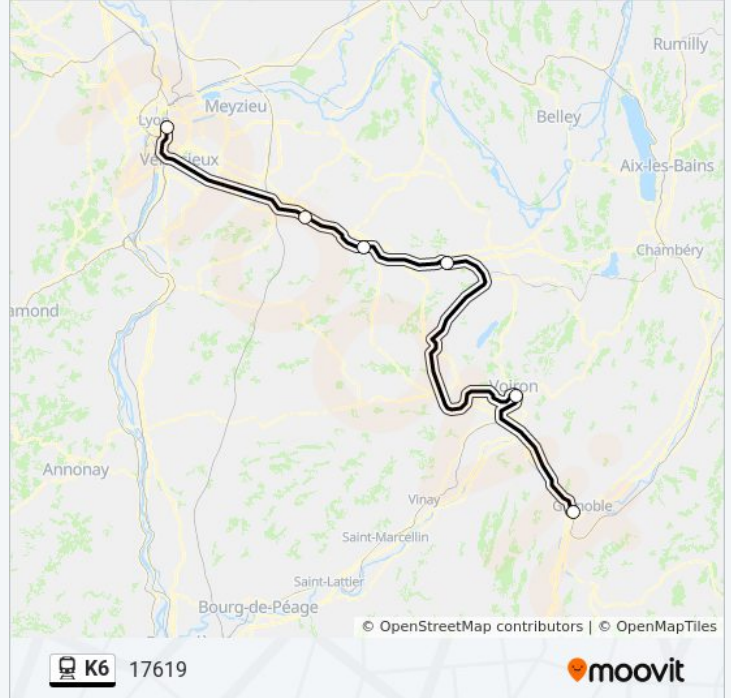 Rumilly
Meyzieu
Lyon
Belley
Vénissieux
Aix-les-Bains
Chambéry
amond
Voiron
Annonay
Vinay
Grenoble
Saint-Marcellin
Saint-Lattier
Bourg-de-Péage
© OpenStreetMap contributors | © OpenMapTiles
K6 17619
moovit